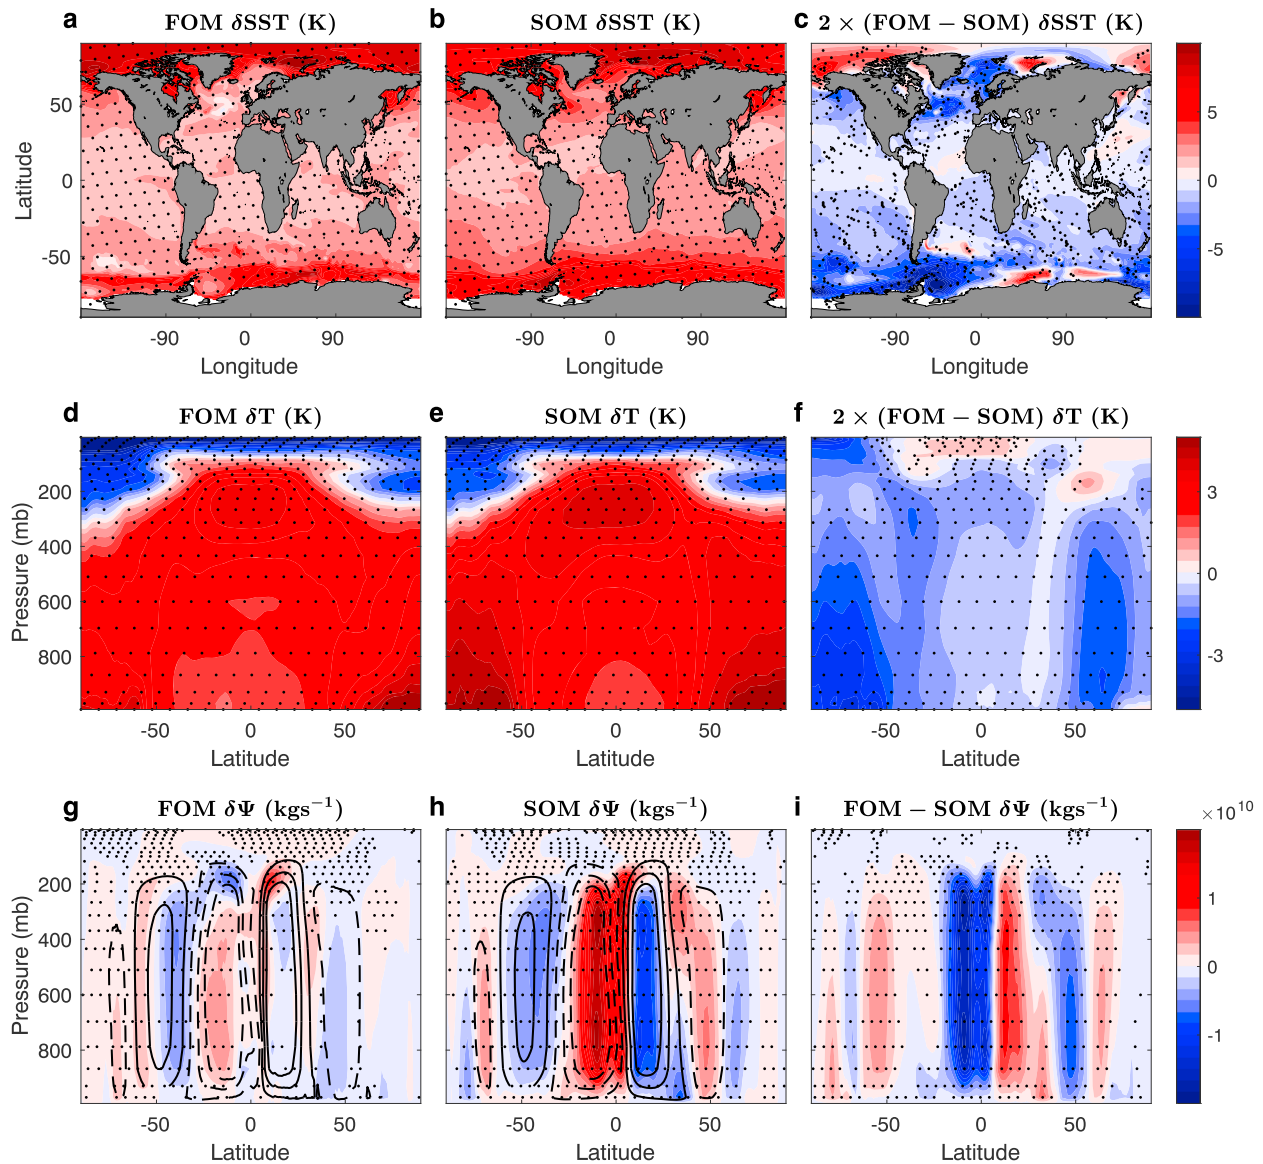 a FOM δSST (K)
b SOM δSST (K)
c 2 × (FOM − SOM) δSST (K)
Latitude
50
0
-50
-90 0 90
Longitude
-90 0 90
Longitude
-90 0 90
Longitude
5
0
-5
d FOM δT (K)
e SOM δT (K)
f 2 × (FOM − SOM) δT (K)
Pressure (mb)
200
400
600
800
-50 0 50
Latitude
-50 0 50
Latitude
-50 0 50
Latitude
3
0
-3
g FOM δΨ (kgs⁻¹)
h SOM δΨ (kgs⁻¹)
i FOM − SOM δΨ (kgs⁻¹)
×10¹⁰
Pressure (mb)
200
400
600
800
-50 0 50
Latitude
-50 0 50
Latitude
-50 0 50
Latitude
1
0
-1